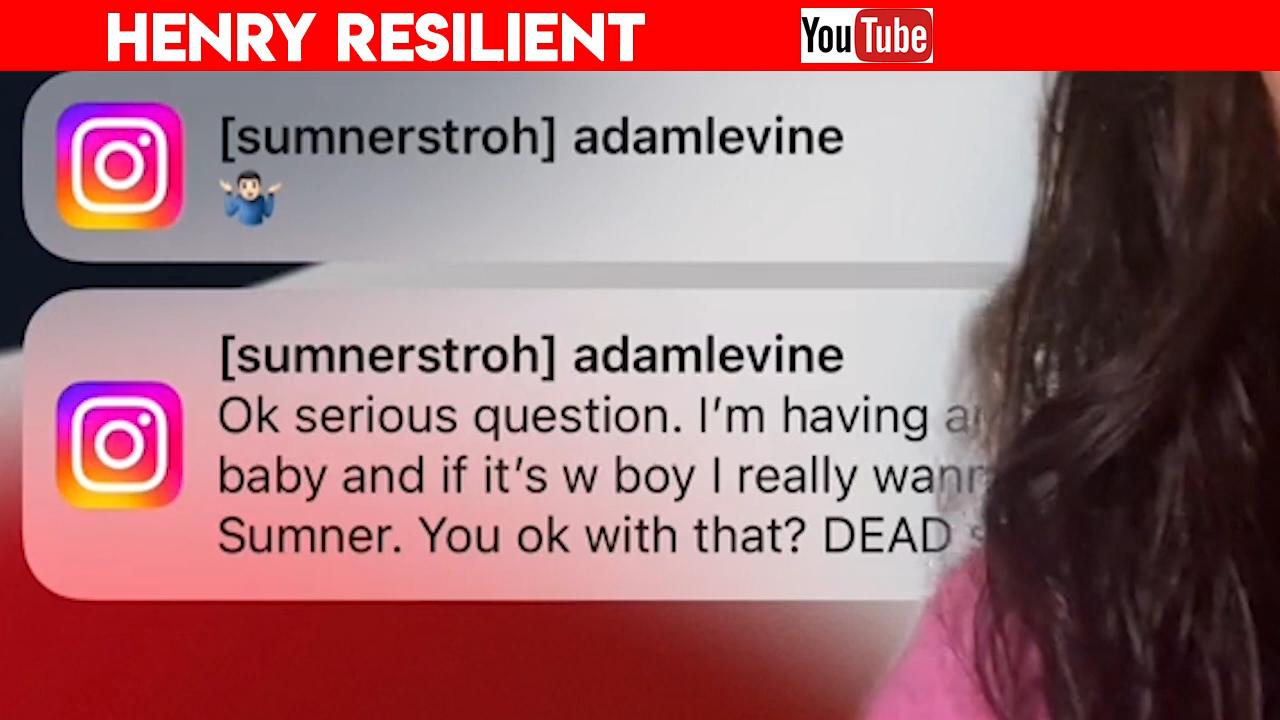 HENRY RESILIENT
YouTube
[sumnerstroh] adamlevine
[sumnerstroh] adamlevine
Ok serious question. I’m having
baby and if it’s w boy I really
Sumner. You ok with that? DEAD